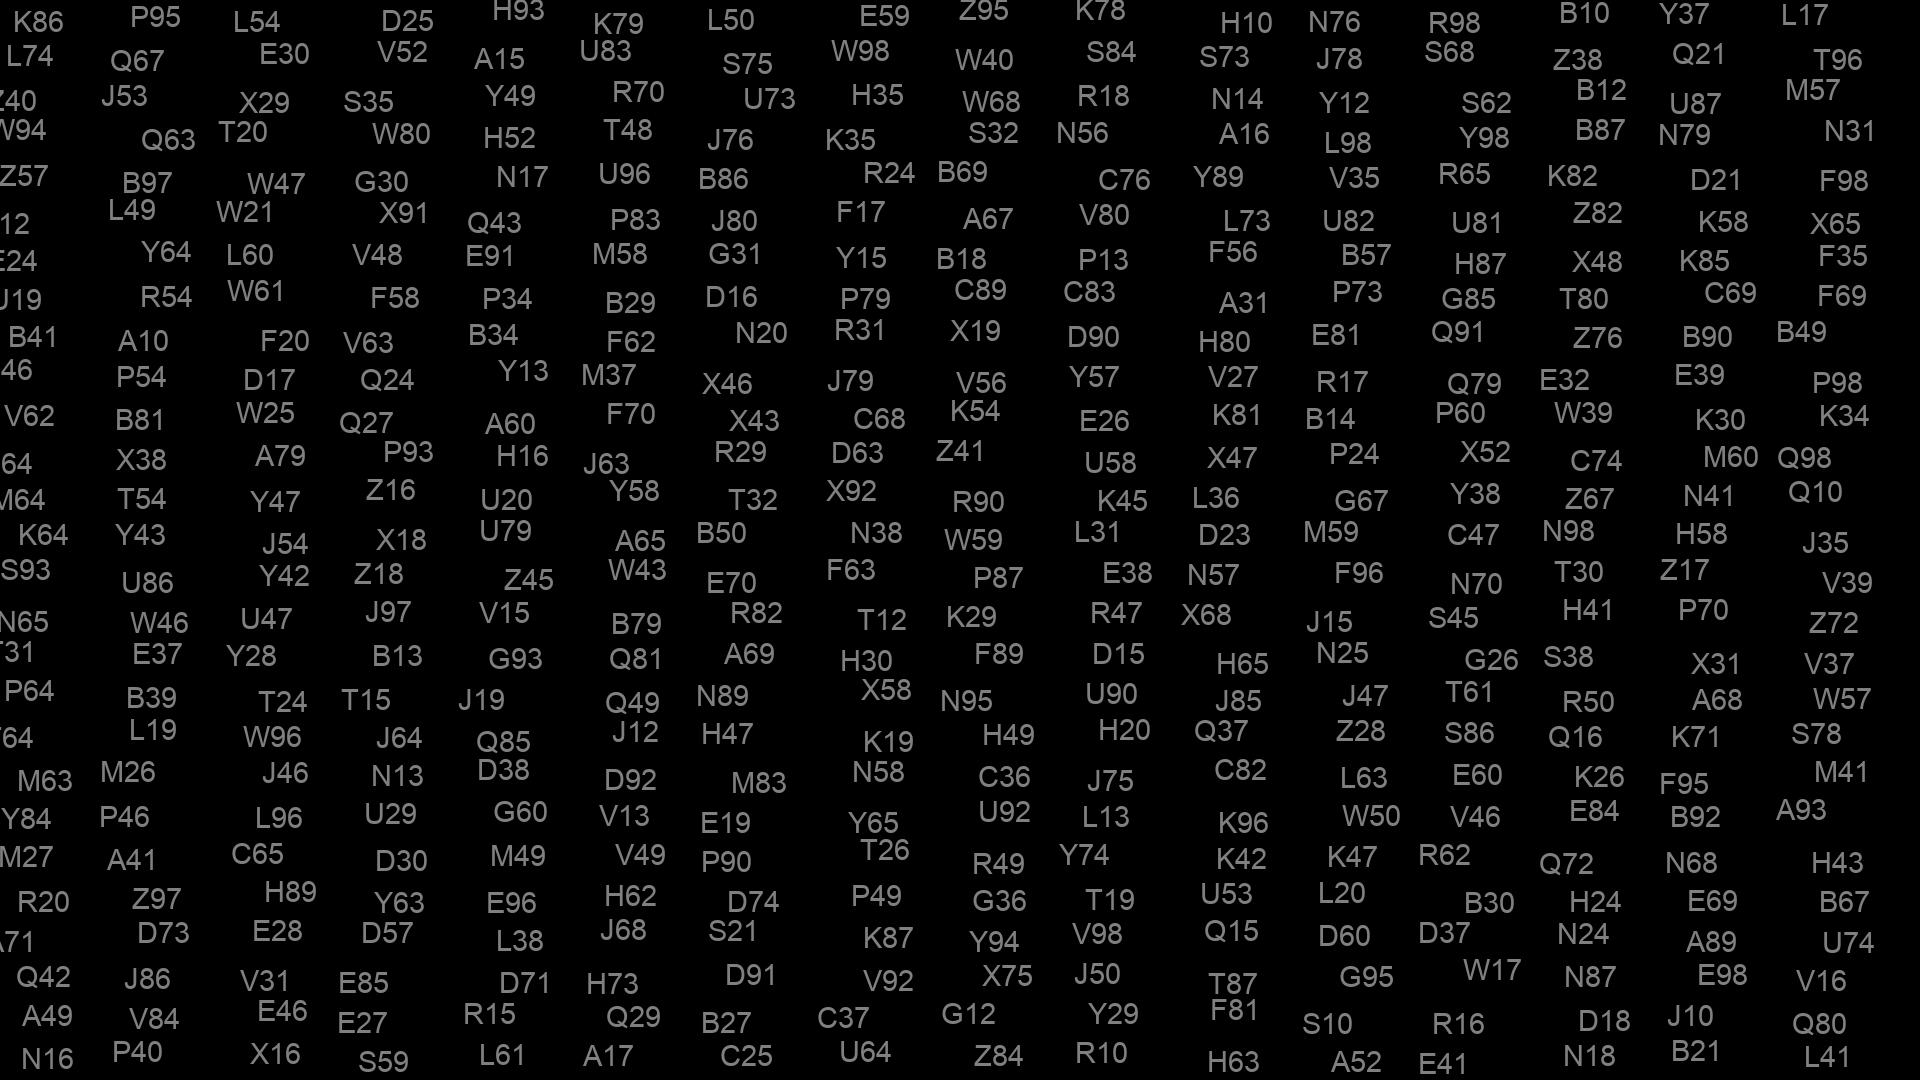 K86 P95 L54 D25 H93 K79 L50 E59 Z95 K78 H10 N76 R98 B10 Y37 L17
L74 Q67 E30 V52 A15 U83 S75 W98 W40 S84 S73 J78 S68 Z38 Q21 T96
Z40 J53 X29 S35 Y49 R70 U73 H35 W68 R18 N14 Y12 S62 B12 U87 M57
W94 Q63 T20 W80 H52 T48 J76 K35 S32 N56 A16 L98 Y98 B87 N79 N31
Z57 B97 W47 G30 N17 U96 B86 R24 B69 C76 Y89 V35 R65 K82 D21 F98
12 L49 W21 X91 Q43 P83 J80 F17 A67 V80 L73 U82 U81 Z82 K58 X65
E24 Y64 L60 V48 E91 M58 G31 Y15 B18 P13 F56 B57 H87 X48 K85 F35
U19 R54 W61 F58 P34 B29 D16 P79 C89 C83 A31 P73 G85 T80 C69 F69
B41 A10 F20 V63 B34 F62 N20 R31 X19 D90 H80 E81 Q91 Z76 B90 B49
46 P54 D17 Q24 Y13 M37 X46 J79 V56 Y57 V27 R17 Q79 E32 E39 P98
V62 B81 W25 Q27 A60 F70 X43 C68 K54 E26 K81 B14 P60 W39 K30 K34
64 X38 A79 P93 H16 J63 R29 D63 Z41 U58 X47 P24 X52 C74 M60 Q98
M64 T54 Y47 Z16 U20 Y58 T32 X92 R90 K45 L36 G67 Y38 Z67 N41 Q10
K64 Y43 J54 X18 U79 A65 B50 N38 W59 L31 D23 M59 C47 N98 H58 J35
S93 U86 Y42 Z18 Z45 W43 E70 F63 P87 E38 N57 F96 N70 T30 Z17 V39
N65 W46 U47 J97 V15 B79 R82 T12 K29 R47 X68 J15 S45 H41 P70 Z72
31 E37 Y28 B13 G93 Q81 A69 H30 F89 D15 H65 N25 G26 S38 X31 V37
P64 B39 T24 T15 J19 Q49 N89 X58 N95 U90 J85 J47 T61 R50 A68 W57
64 L19 W96 J64 Q85 J12 H47 K19 H49 H20 Q37 Z28 S86 Q16 K71 S78
M63 M26 J46 N13 D38 D92 M83 N58 C36 J75 C82 L63 E60 K26 F95 M41
Y84 P46 L96 U29 G60 V13 E19 Y65 U92 L13 K96 W50 V46 E84 B92 A93
M27 A41 C65 D30 M49 V49 P90 T26 R49 Y74 K42 K47 R62 Q72 N68 H43
R20 Z97 H89 Y63 E96 H62 D74 P49 G36 T19 U53 L20 B30 H24 E69 B67
A71 D73 E28 D57 L38 J68 S21 K87 Y94 V98 Q15 D60 D37 N24 A89 U74
Q42 J86 V31 E85 D71 H73 D91 V92 X75 J50 T87 G95 W17 N87 E98 V16
A49 V84 E46 E27 R15 Q29 B27 C37 G12 Y29 F81 S10 R16 D18 J10 Q80
N16 P40 X16 S59 L61 A17 C25 U64 Z84 R10 H63 A52 E41 N18 B21 L41